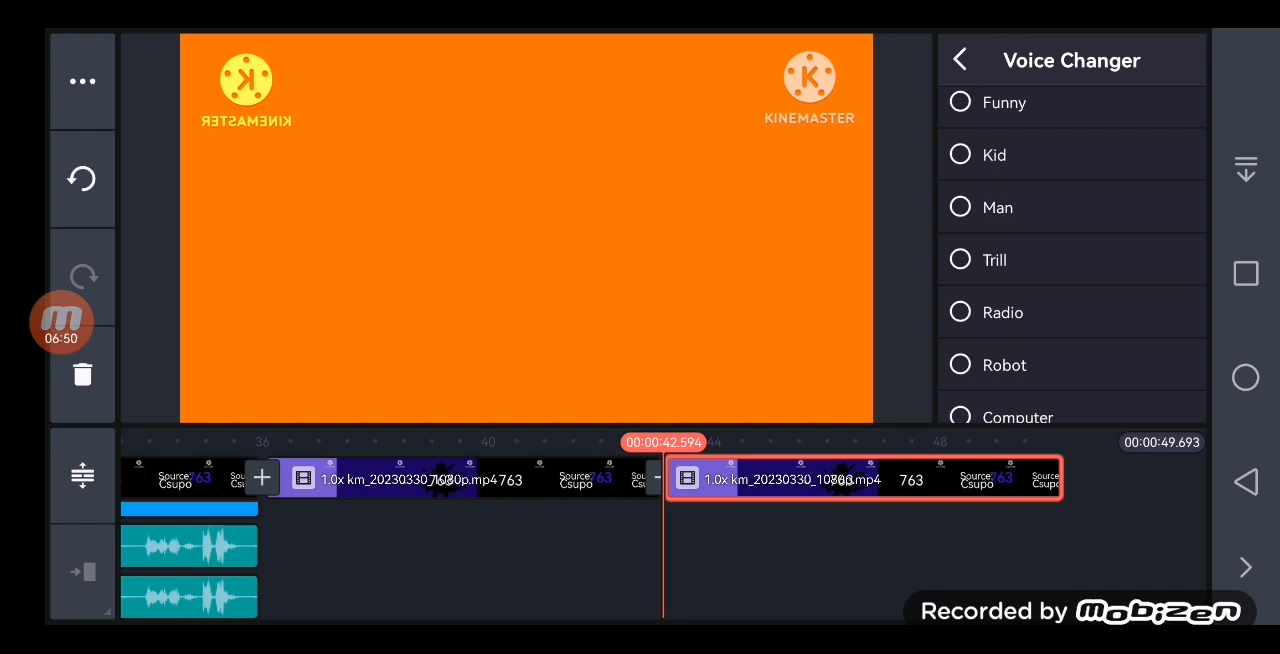 Voice Changer
Funny
Kid
Man
Trill
Radio
Robot
Computer
K
KINEMASTER
K
KINEMASTER
06:50
36
40
00:00:42.594
44
48
00:00:49.693
Source 763
Csupo
1.0x km_20230330_1080p.mp4
763
Source 763
Csupo
1.0x km_20230330_1080p.mp4
763
Source 763
Csupo
Recorded by mobizen